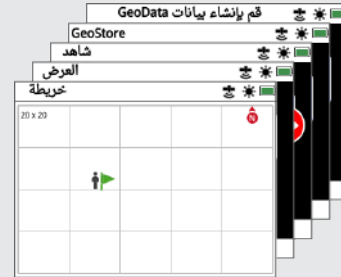 قم بإنشاء بيانات GeoData
GeoStore
شاهد
العرض
خريطة
20 x 20
N